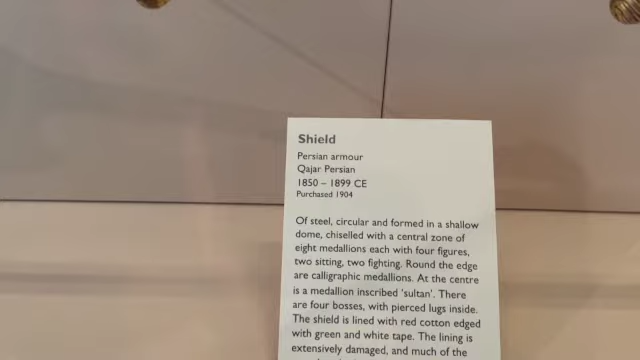 Shield
Persian armour
Qajar Persian
1850 – 1899 CE
Purchased 1904
Of steel, circular and formed in a shallow
dome, chiselled with a central zone of
eight medallions each with four figures,
two sitting, two fighting. Round the edge
are calligraphic medallions. At the centre
is a medallion inscribed 'sultan'. There
are four bosses, with pierced lugs inside.
The shield is lined with red cotton edged
with green and white tape. The lining is
extensively damaged, and much of the